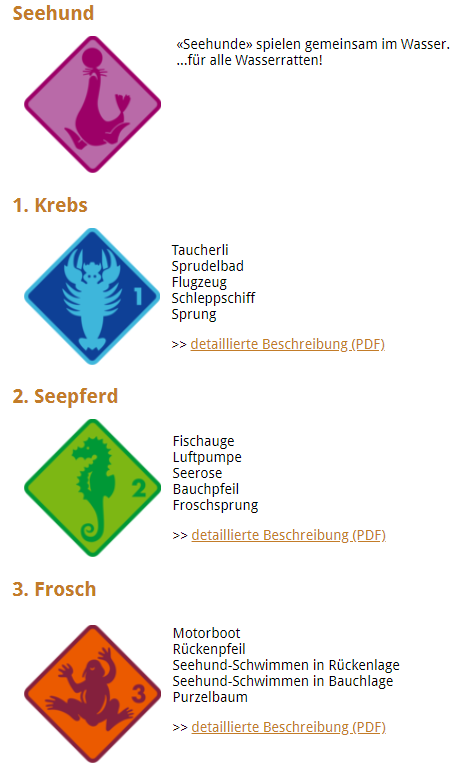 Seehund
«Seehunde» spielen gemeinsam im Wasser.
...für alle Wasserratten!
1. Krebs
1
Taucherli
Sprudelbad
Flugzeug
Schleppschiff
Sprung
>> detaillierte Beschreibung (PDF)
2. Seepferd
2
Fischauge
Luftpumpe
Seerose
Bauchpfeil
Froschsprung
>> detaillierte Beschreibung (PDF)
3. Frosch
3
Motorboot
Rückenpfeil
Seehund-Schwimmen in Rückenlage
Seehund-Schwimmen in Bauchlage
Purzelbaum
>> detaillierte Beschreibung (PDF)